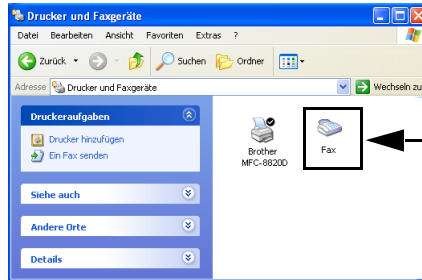 Drucker und Faxgeräte
Datei Bearbeiten Ansicht Favoriten Extras ?
Zurück Suchen Ordner
Adresse Drucker und Faxgeräte Wechseln zu
Druckeraufgaben
Drucker hinzufügen
Ein Fax senden
Siehe auch
Andere Orte
Details
Brother
MFC-8820D
Fax